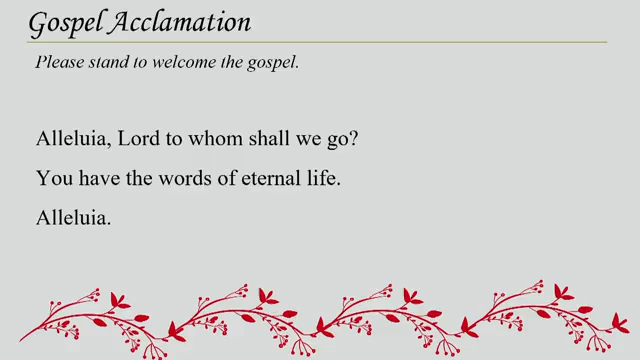 Gospel Acclamation
Please stand to welcome the gospel.
Alleluia, Lord to whom shall we go?
You have the words of eternal life.
Alleluia.